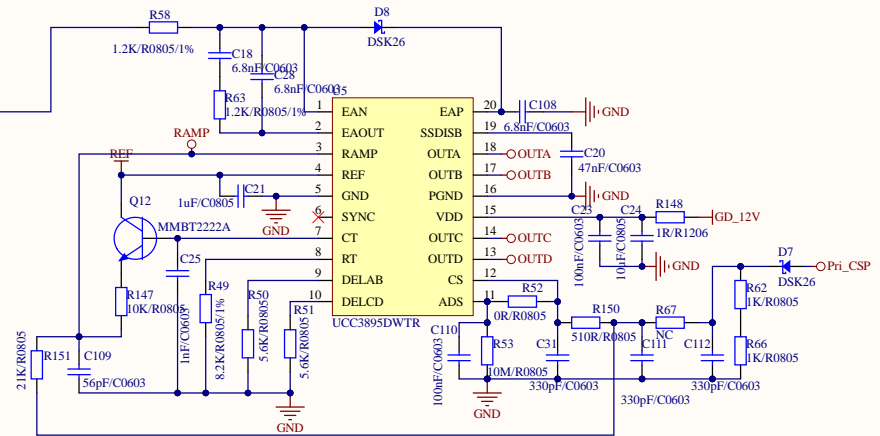 D8
R58
DSK26
1.2K/R0805/1%
C18
6.8nF/C0603
C28
6.8nF/C0603
R63
1.2K/R0805/1%
1 EAN EAP 20
C108
6.8nF/C0603
GND
2 EAOUT SSDISB 19
RAMP
3 RAMP OUTA 18 OUTA
C20
47nF/C0603
REF
4 REF OUTB 17 OUTB
C21
1uF/C0805
5 GND PGND 16
GND
GND
Q12
MMBT2222A
6 SYNC VDD 15
C23
100nF/C0603
C24
10uF/C0805
R148
1R/R1206
GD_12V
7 CT OUTC 14 OUTC
8 RT OUTD 13 OUTD
GND
C25
1nF/C0603
9 DELAB CS 12
D7
DSK26
Pri_CSP
10 DELCD ADS 11
UCC3895DWTR
R147
10K/R0805
R49
8.2K/R0805/1%
R50
5.6K/R0805
R51
5.6K/R0805
R52
0R/R0805
R62
1K/R0805
R150
510R/R0805
R67
NC
R151
21K/R0805
C109
56pF/C0603
C110
100nF/C0603
R53
10M/R0805
C31
330pF/C0603
C111
330pF/C0603
C112
330pF/C0603
R66
1K/R0805
GND
GND